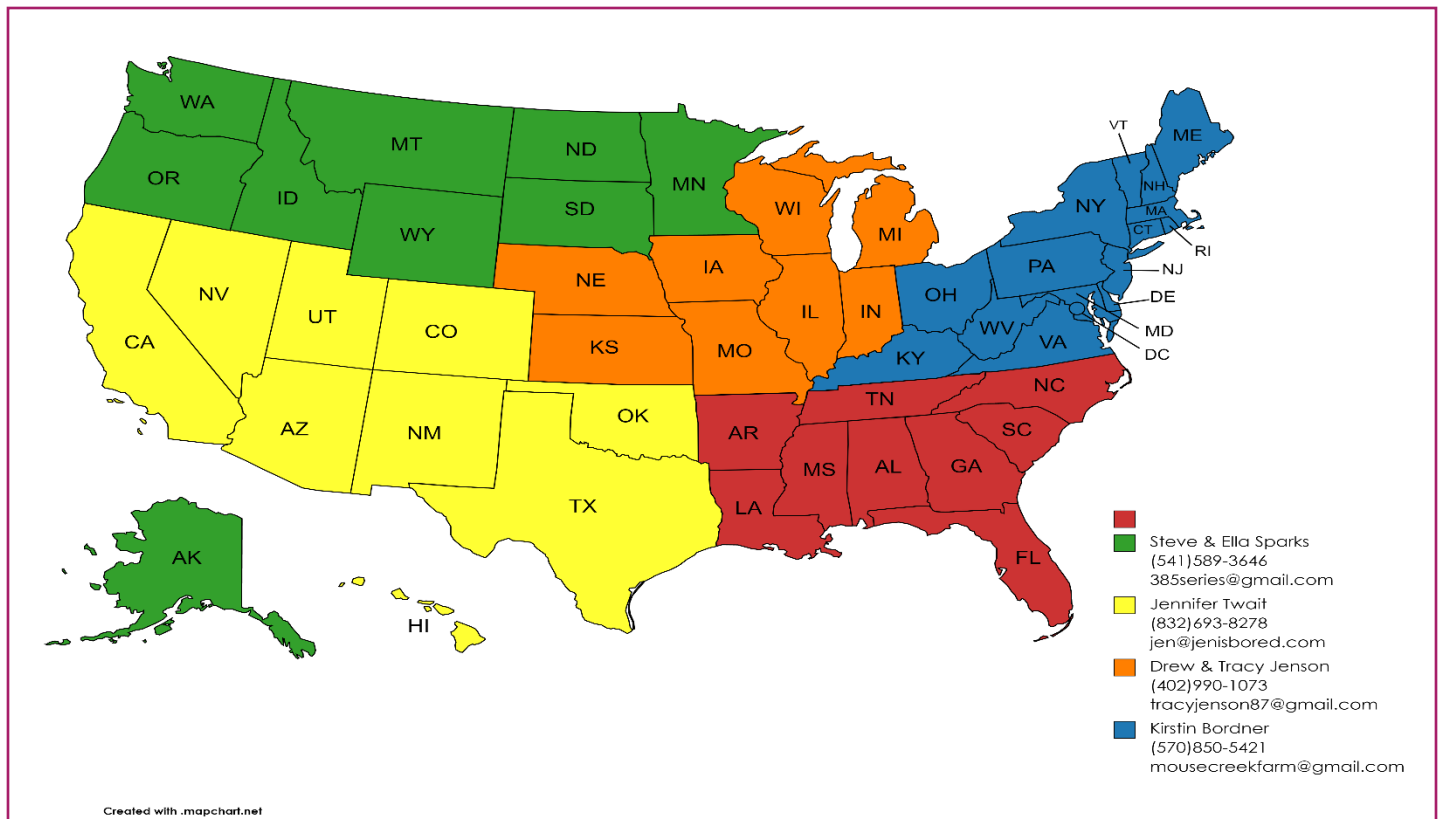 WA
MT
ND
MN
OR
ID
SD
WY
WI
MI
VT
ME
NH
NY
MA
CT
RI
PA
NJ
DE
MD
DC
NV
UT
CO
CA
NE
IA
KS
MO
IL
IN
OH
WV
VA
KY
AZ
NM
OK
TX
AR
TN
NC
SC
MS
AL
GA
LA
FL
AK
HI
Steve & Ella Sparks
(541)589-3646
385series@gmail.com
Jennifer Twait
(832)693-8278
jen@jenisbored.com
Drew & Tracy Jenson
(402)990-1073
tracyjenson87@gmail.com
Kirstin Bordner
(570)850-5421
mousecreekfarm@gmail.com
Created with .mapchart.net